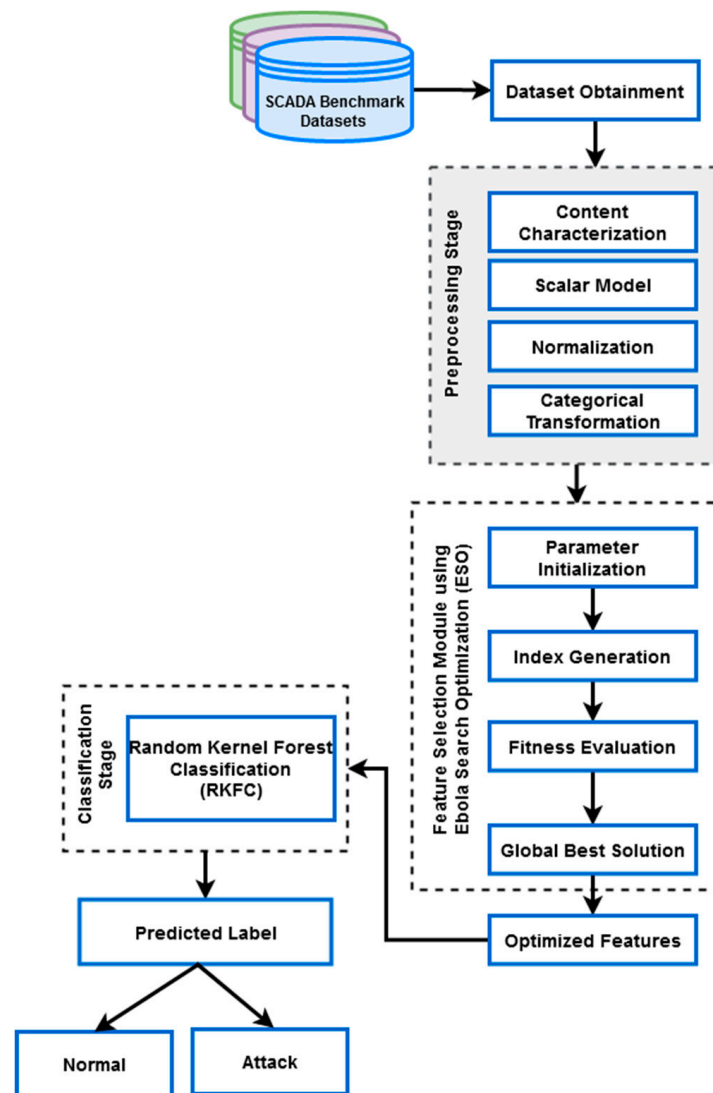 SCADA Benchmark
Datasets
Dataset Obtainment
Preprocessing Stage
Content
Characterization
Scalar Model
Normalization
Categorical
Transformation
Feature Selection Module using
Ebola Search Optimization (ESO)
Parameter
Initialization
Index Generation
Fitness Evaluation
Global Best Solution
Optimized Features
Classification
Stage
Random Kernel Forest
Classification
(RKFC)
Predicted Label
Normal
Attack